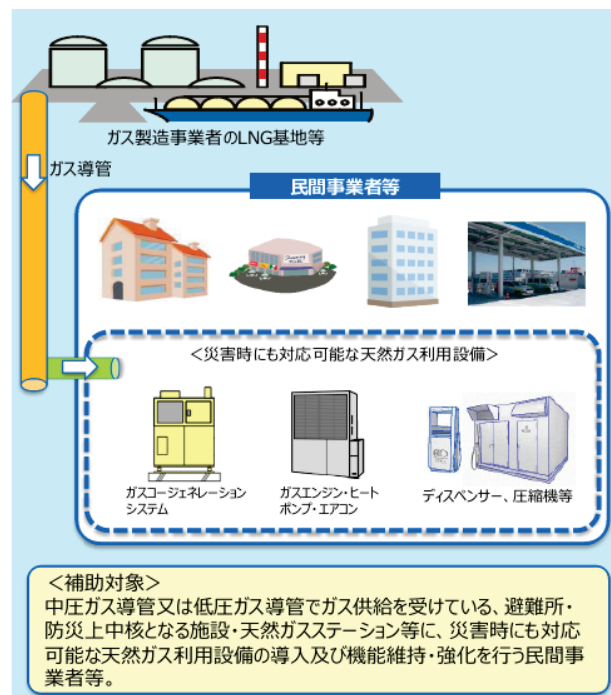 ガス製造事業者のLNG基地等
ガス導管
民間事業者等
<災害時にも対応可能な天然ガス利用設備>
ガスコージェネレーション
システム
ガスエンジン・ヒート
ポンプ・エアコン
ディスペンサー、圧縮機等
<補助対象>
中圧ガス導管又は低圧ガス導管でガス供給を受けている、避難所・
防災上中核となる施設・天然ガスステーション等に、災害時にも対応
可能な天然ガス利用設備の導入及び機能維持・強化を行う民間事
業者等。